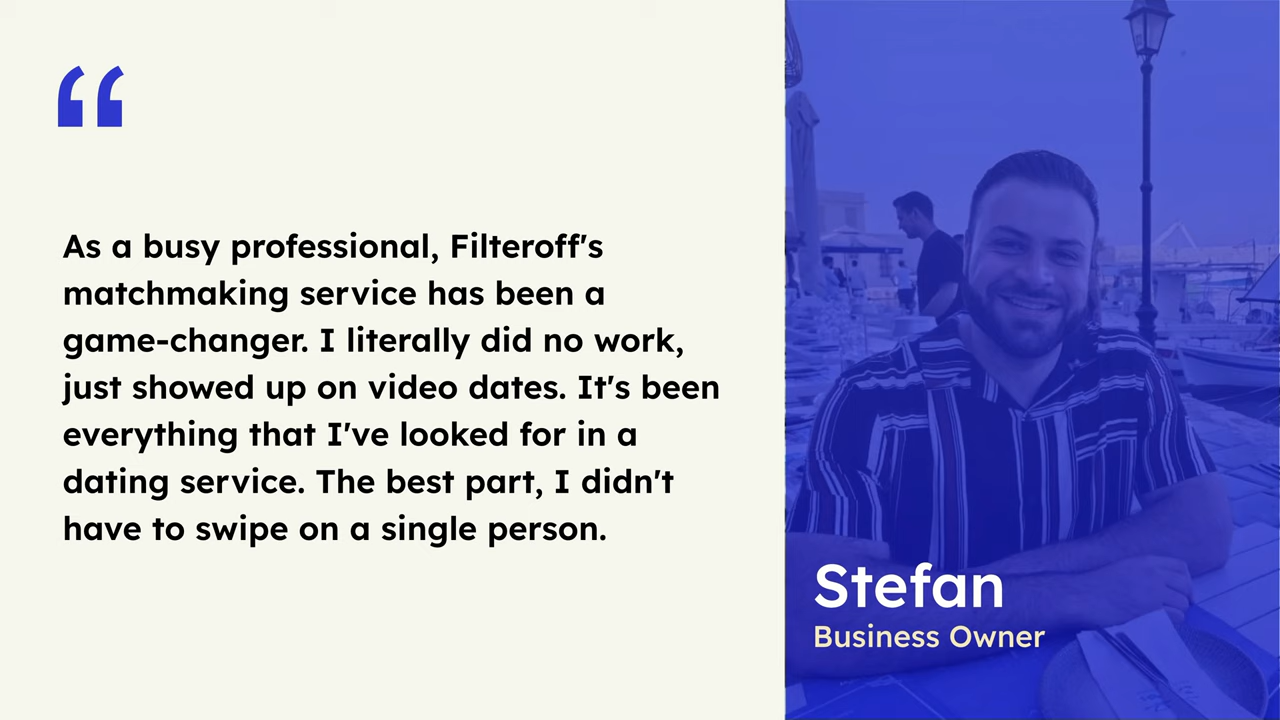 “
As a busy professional, Filteroff's
matchmaking service has been a
game-changer. I literally did no work,
just showed up on video dates. It's been
everything that I've looked for in a
dating service. The best part, I didn't
have to swipe on a single person.
Stefan
Business Owner